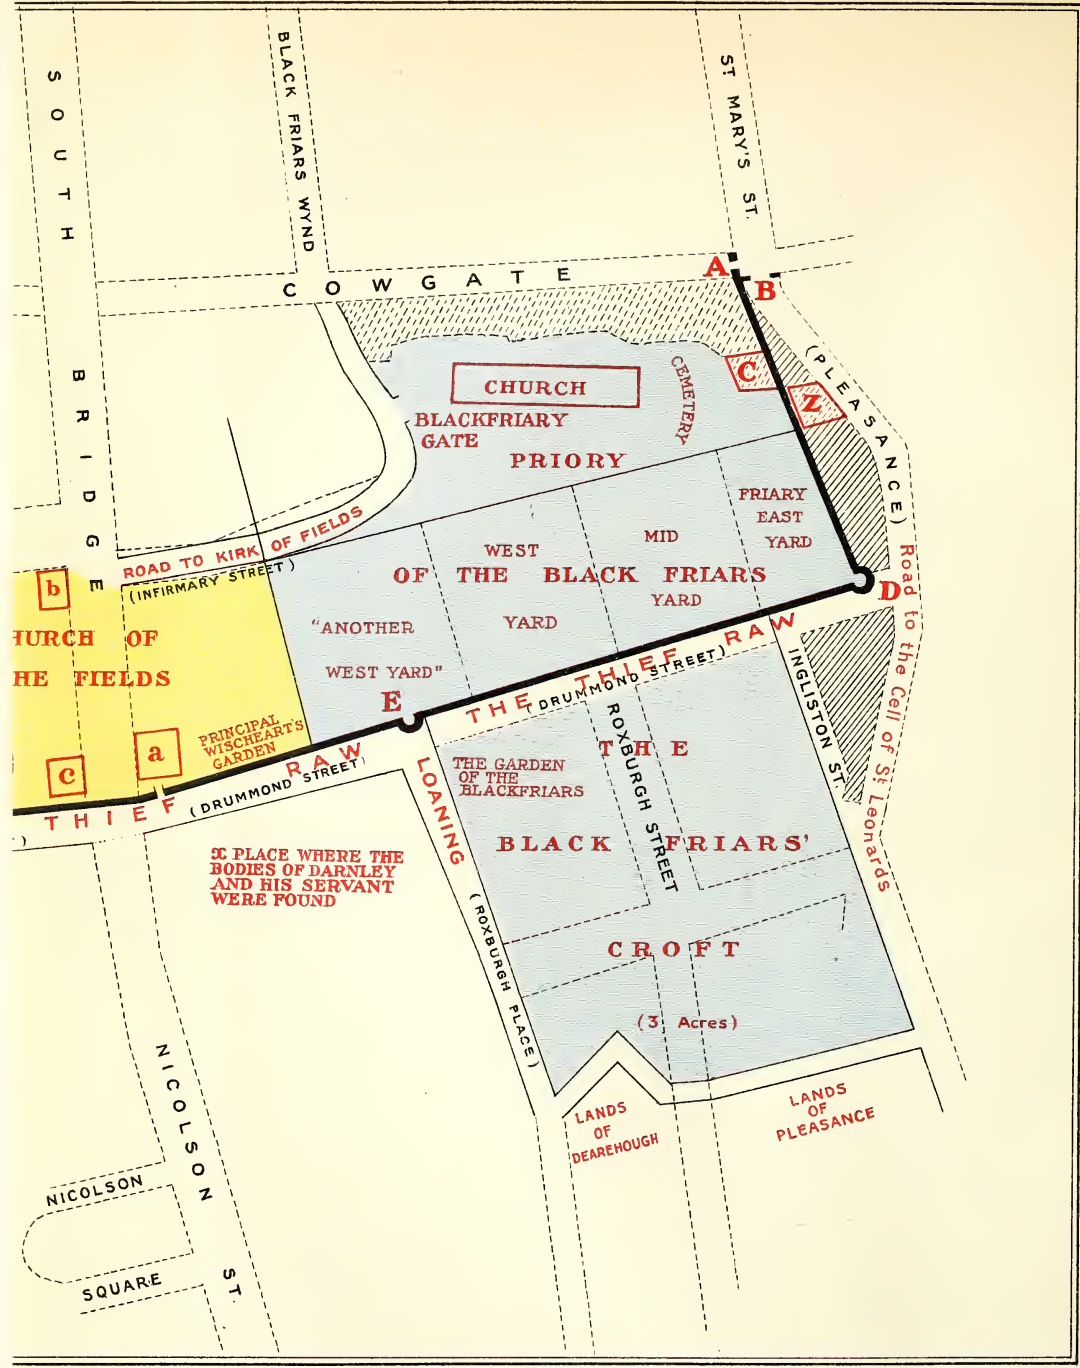 SOUTH
BRIDGE
BLACK FRIARS WYND
ST. MARY'S ST.
COWGATE
A
B
C
Z
(PLEASANCE)
CHURCH
CEMETERY
BLACKFRIARY
GATE
PRIORY
FRIARY
EAST
YARD
MID
YARD
WEST
YARD
OF THE BLACK FRIARS
"ANOTHER
WEST YARD"
ROAD TO KIRK OF FIELDS
(INFIRMARY STREET)
b
HURCH OF
HE FIELDS
PRINCIPAL
WISCHEART'S
GARDEN
a
c
E
D
Road to the Cell of St. Leonards
THE THIEF RAW
(DRUMMOND STREET)
THIEF RAW
(DRUMMOND STREET)
)
INGLISTON ST.
ROXBURGH STREET
LOANING
(ROXBURGH PLACE)
THE GARDEN
OF THE
BLACKFRIARS
THE
BLACK FRIARS'
CROFT
(3 Acres)
X PLACE WHERE THE
BODIES OF DARNLEY
AND HIS SERVANT
WERE FOUND
LANDS
OF
DEAREHOUGH
LANDS
OF
PLEASANCE
NICOLSON ST.
NICOLSON
SQUARE